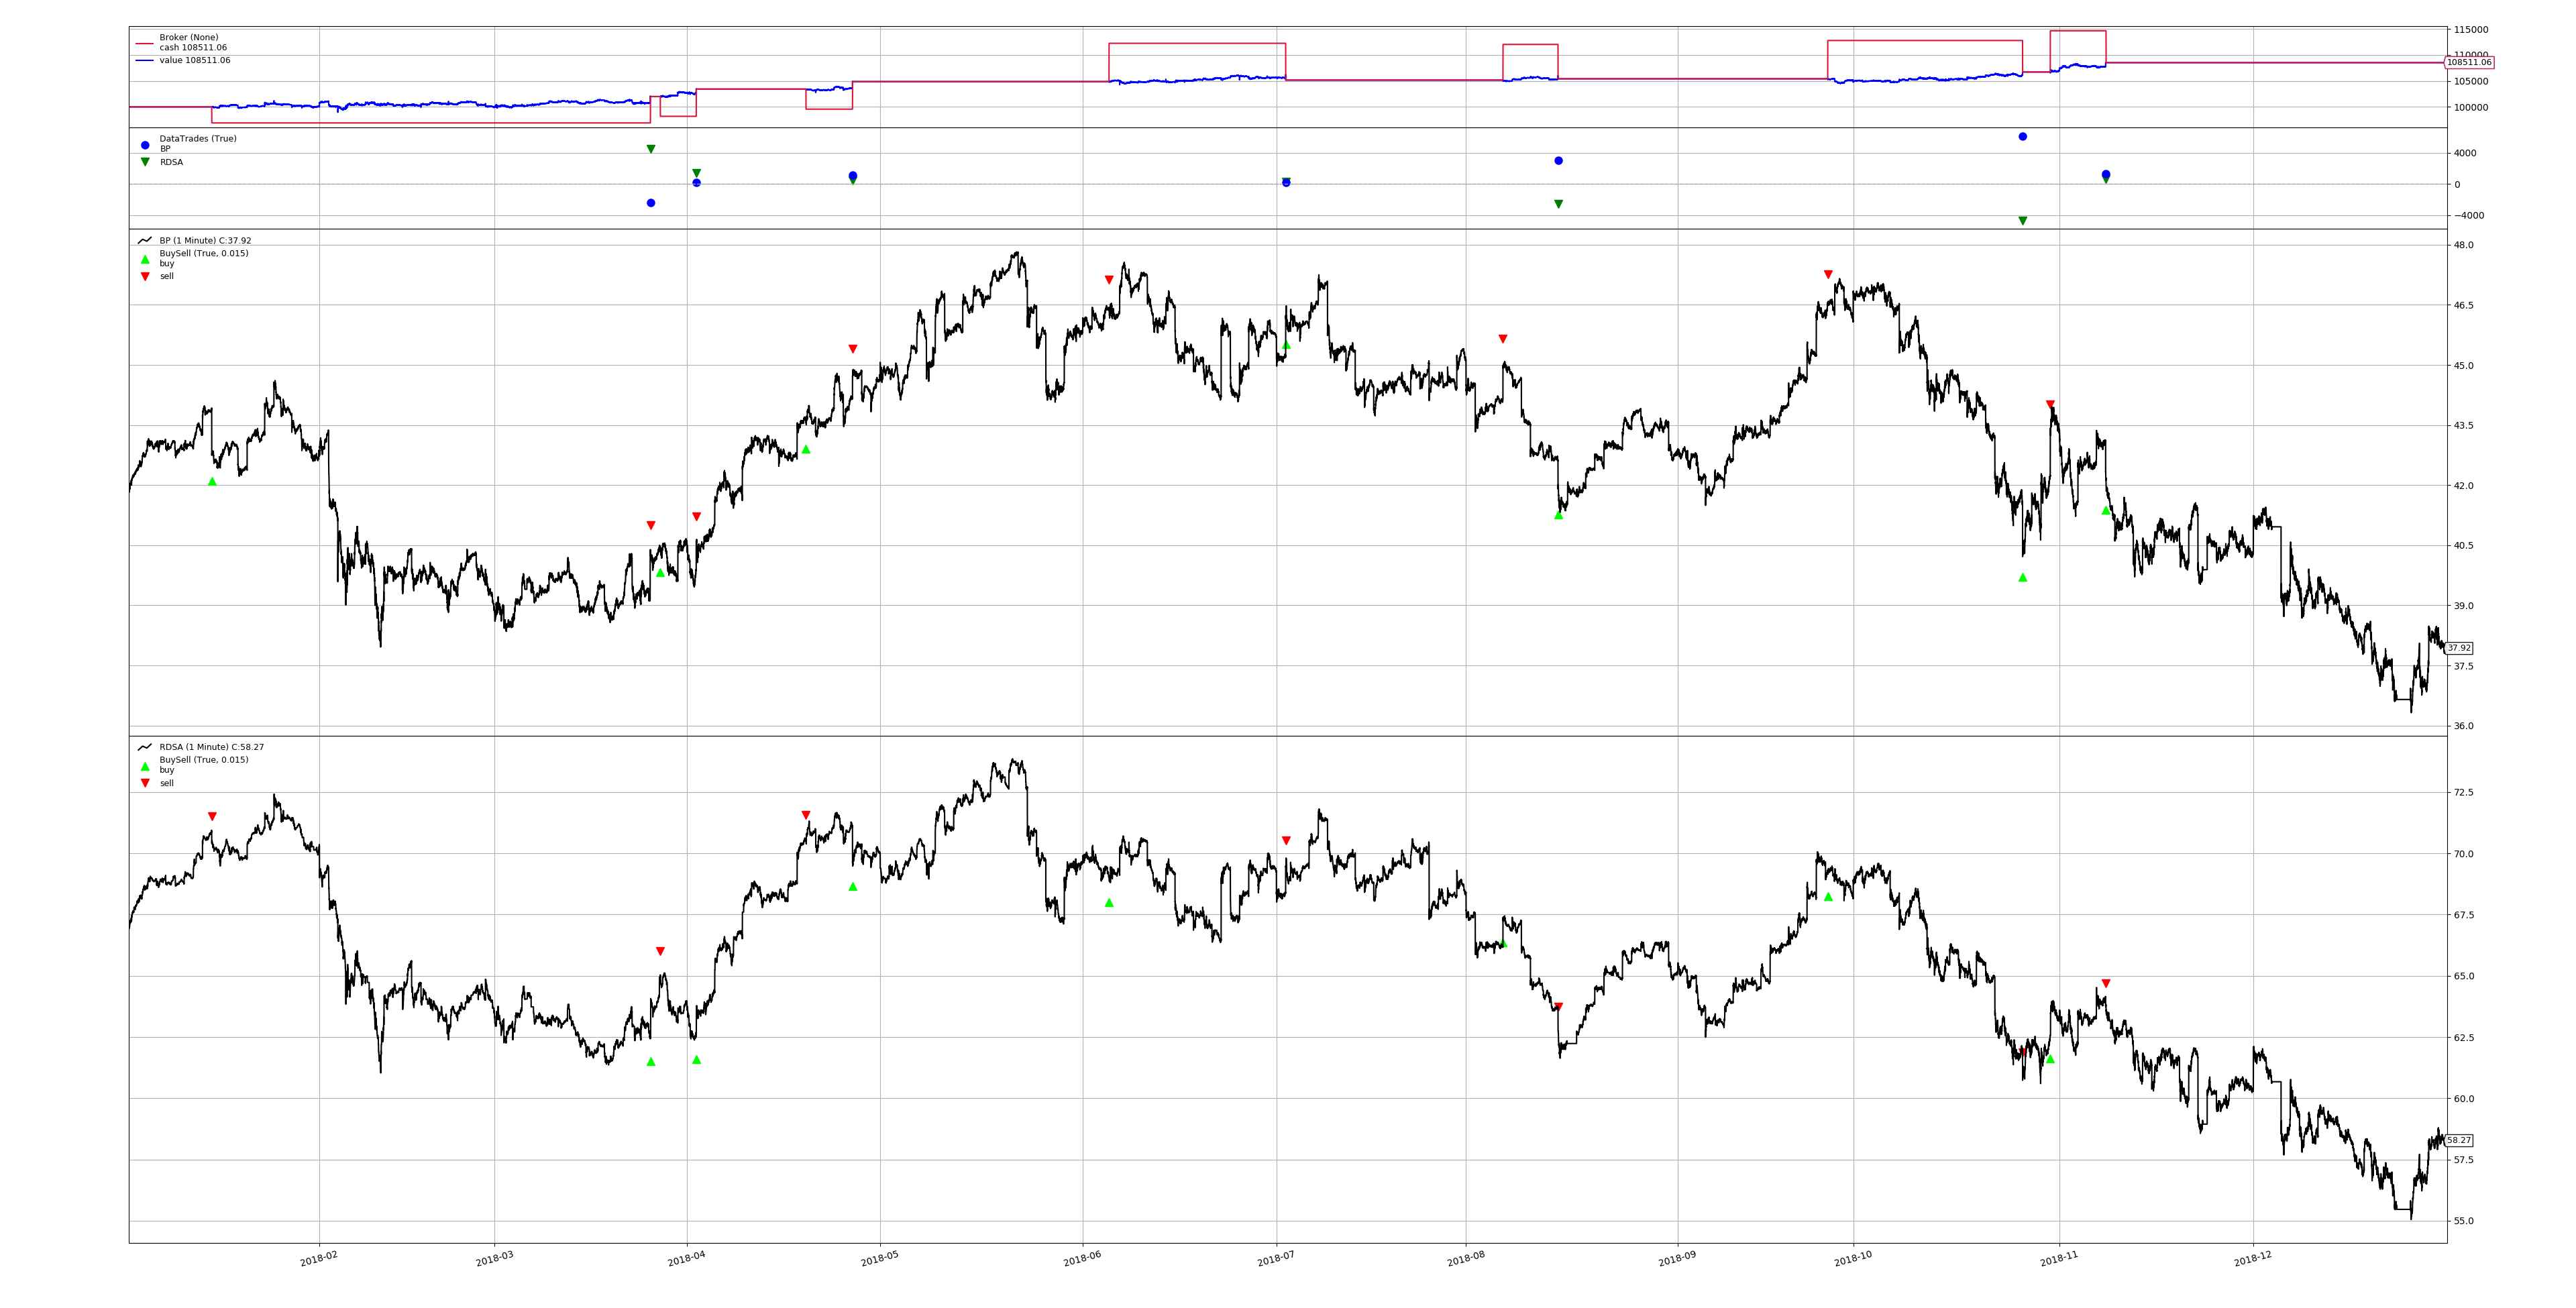 Broker (None)
cash 108511.06
value 108511.06
115000
110000
108511.06
105000
100000
DataTrades (True)
BP
RDSA
4000
0
−4000
BP (1 Minute) C:37.92
BuySell (True, 0.015)
buy
sell
48.0
46.5
45.0
43.5
42.0
40.5
39.0
37.92
37.5
36.0
RDSA (1 Minute) C:58.27
BuySell (True, 0.015)
buy
sell
72.5
70.0
67.5
65.0
62.5
60.0
58.27
57.5
55.0
2018-02
2018-03
2018-04
2018-05
2018-06
2018-07
2018-08
2018-09
2018-10
2018-11
2018-12